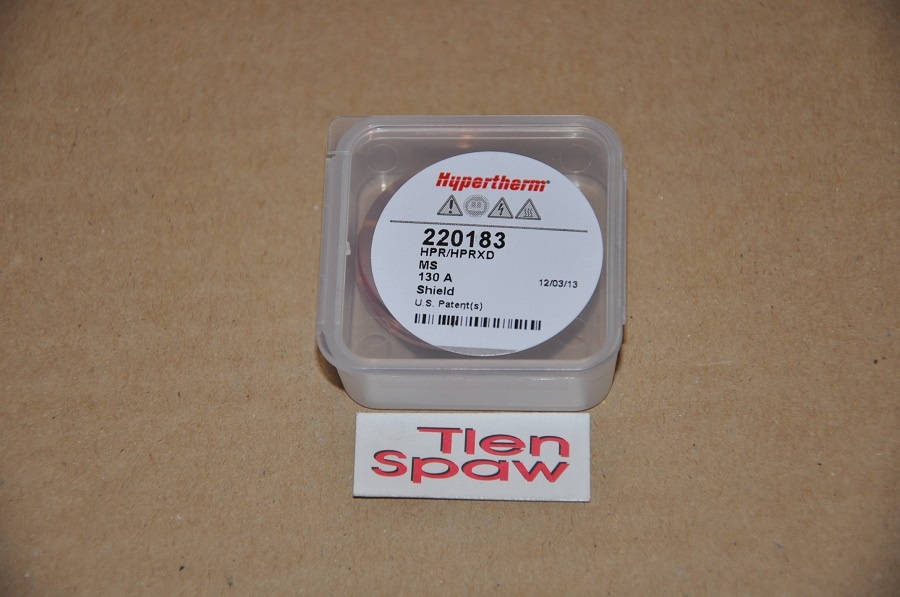 Hypertherm®
220183
HPR/HPRXD
MS
130 A
Shield
12/03/13
U.S. Patent(s)
Tlen
spaw